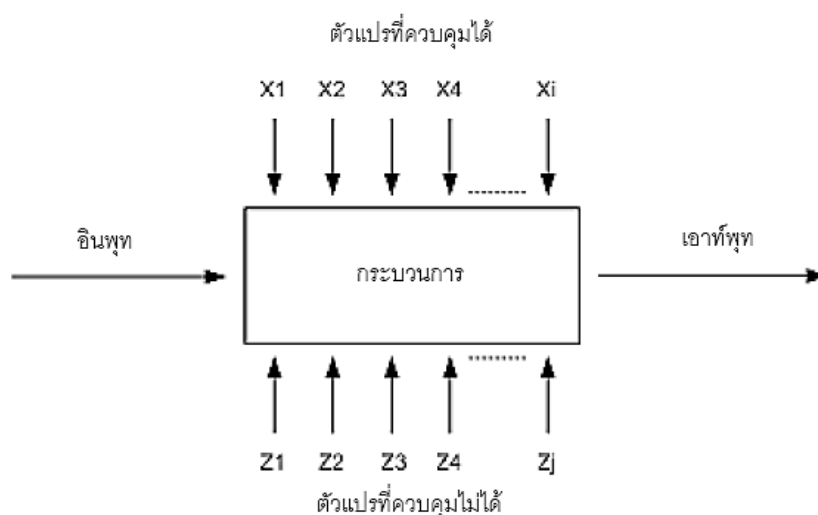 ตัวแปรที่ควบคุมได้
X1 X2 X3 X4 Xi
อินพุท
เอาท์พุท
กระบวนการ
Z1 Z2 Z3 Z4 Zj
ตัวแปรที่ควบคุมไม่ได้